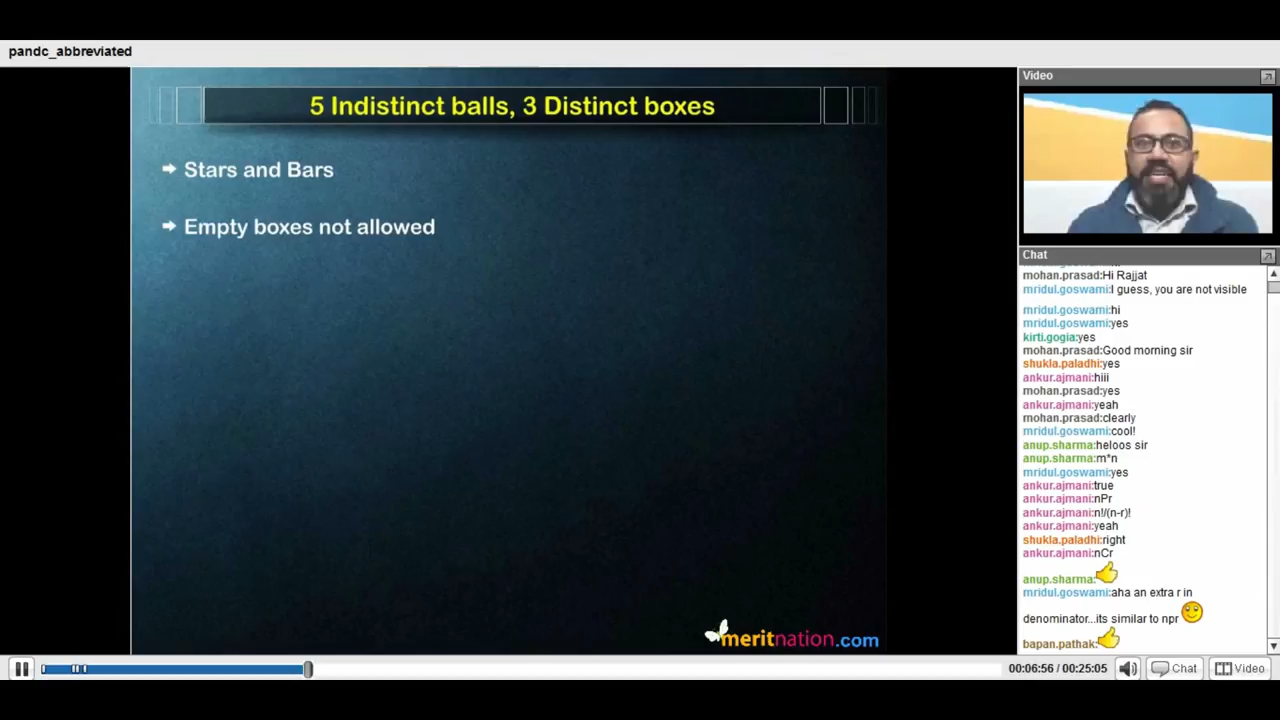 pandc_abbreviated
5 Indistinct balls, 3 Distinct boxes
Stars and Bars
Empty boxes not allowed
meritnation.com
Video
Chat
mohan.prasad:Hi Rajjat
mridul.goswami:I guess, you are not visible
mridul.goswami:hi
mridul.goswami:yes
kirti.gogia:yes
mohan.prasad:Good morning sir
shukla.paladhi:yes
ankur.ajmani:hiii
mohan.prasad:yes
ankur.ajmani:yeah
mohan.prasad:clearly
mridul.goswami:cool!
anup.sharma:heloos sir
anup.sharma:m*n
mridul.goswami:yes
ankur.ajmani:true
ankur.ajmani:nPr
ankur.ajmani:n!/(n-r)!
ankur.ajmani:yeah
shukla.paladhi:right
ankur.ajmani:nCr
anup.sharma:
mridul.goswami:aha an extra r in
denominator...its similar to npr
bapan.pathak:
00:06:56 / 00:25:05
Chat
Video